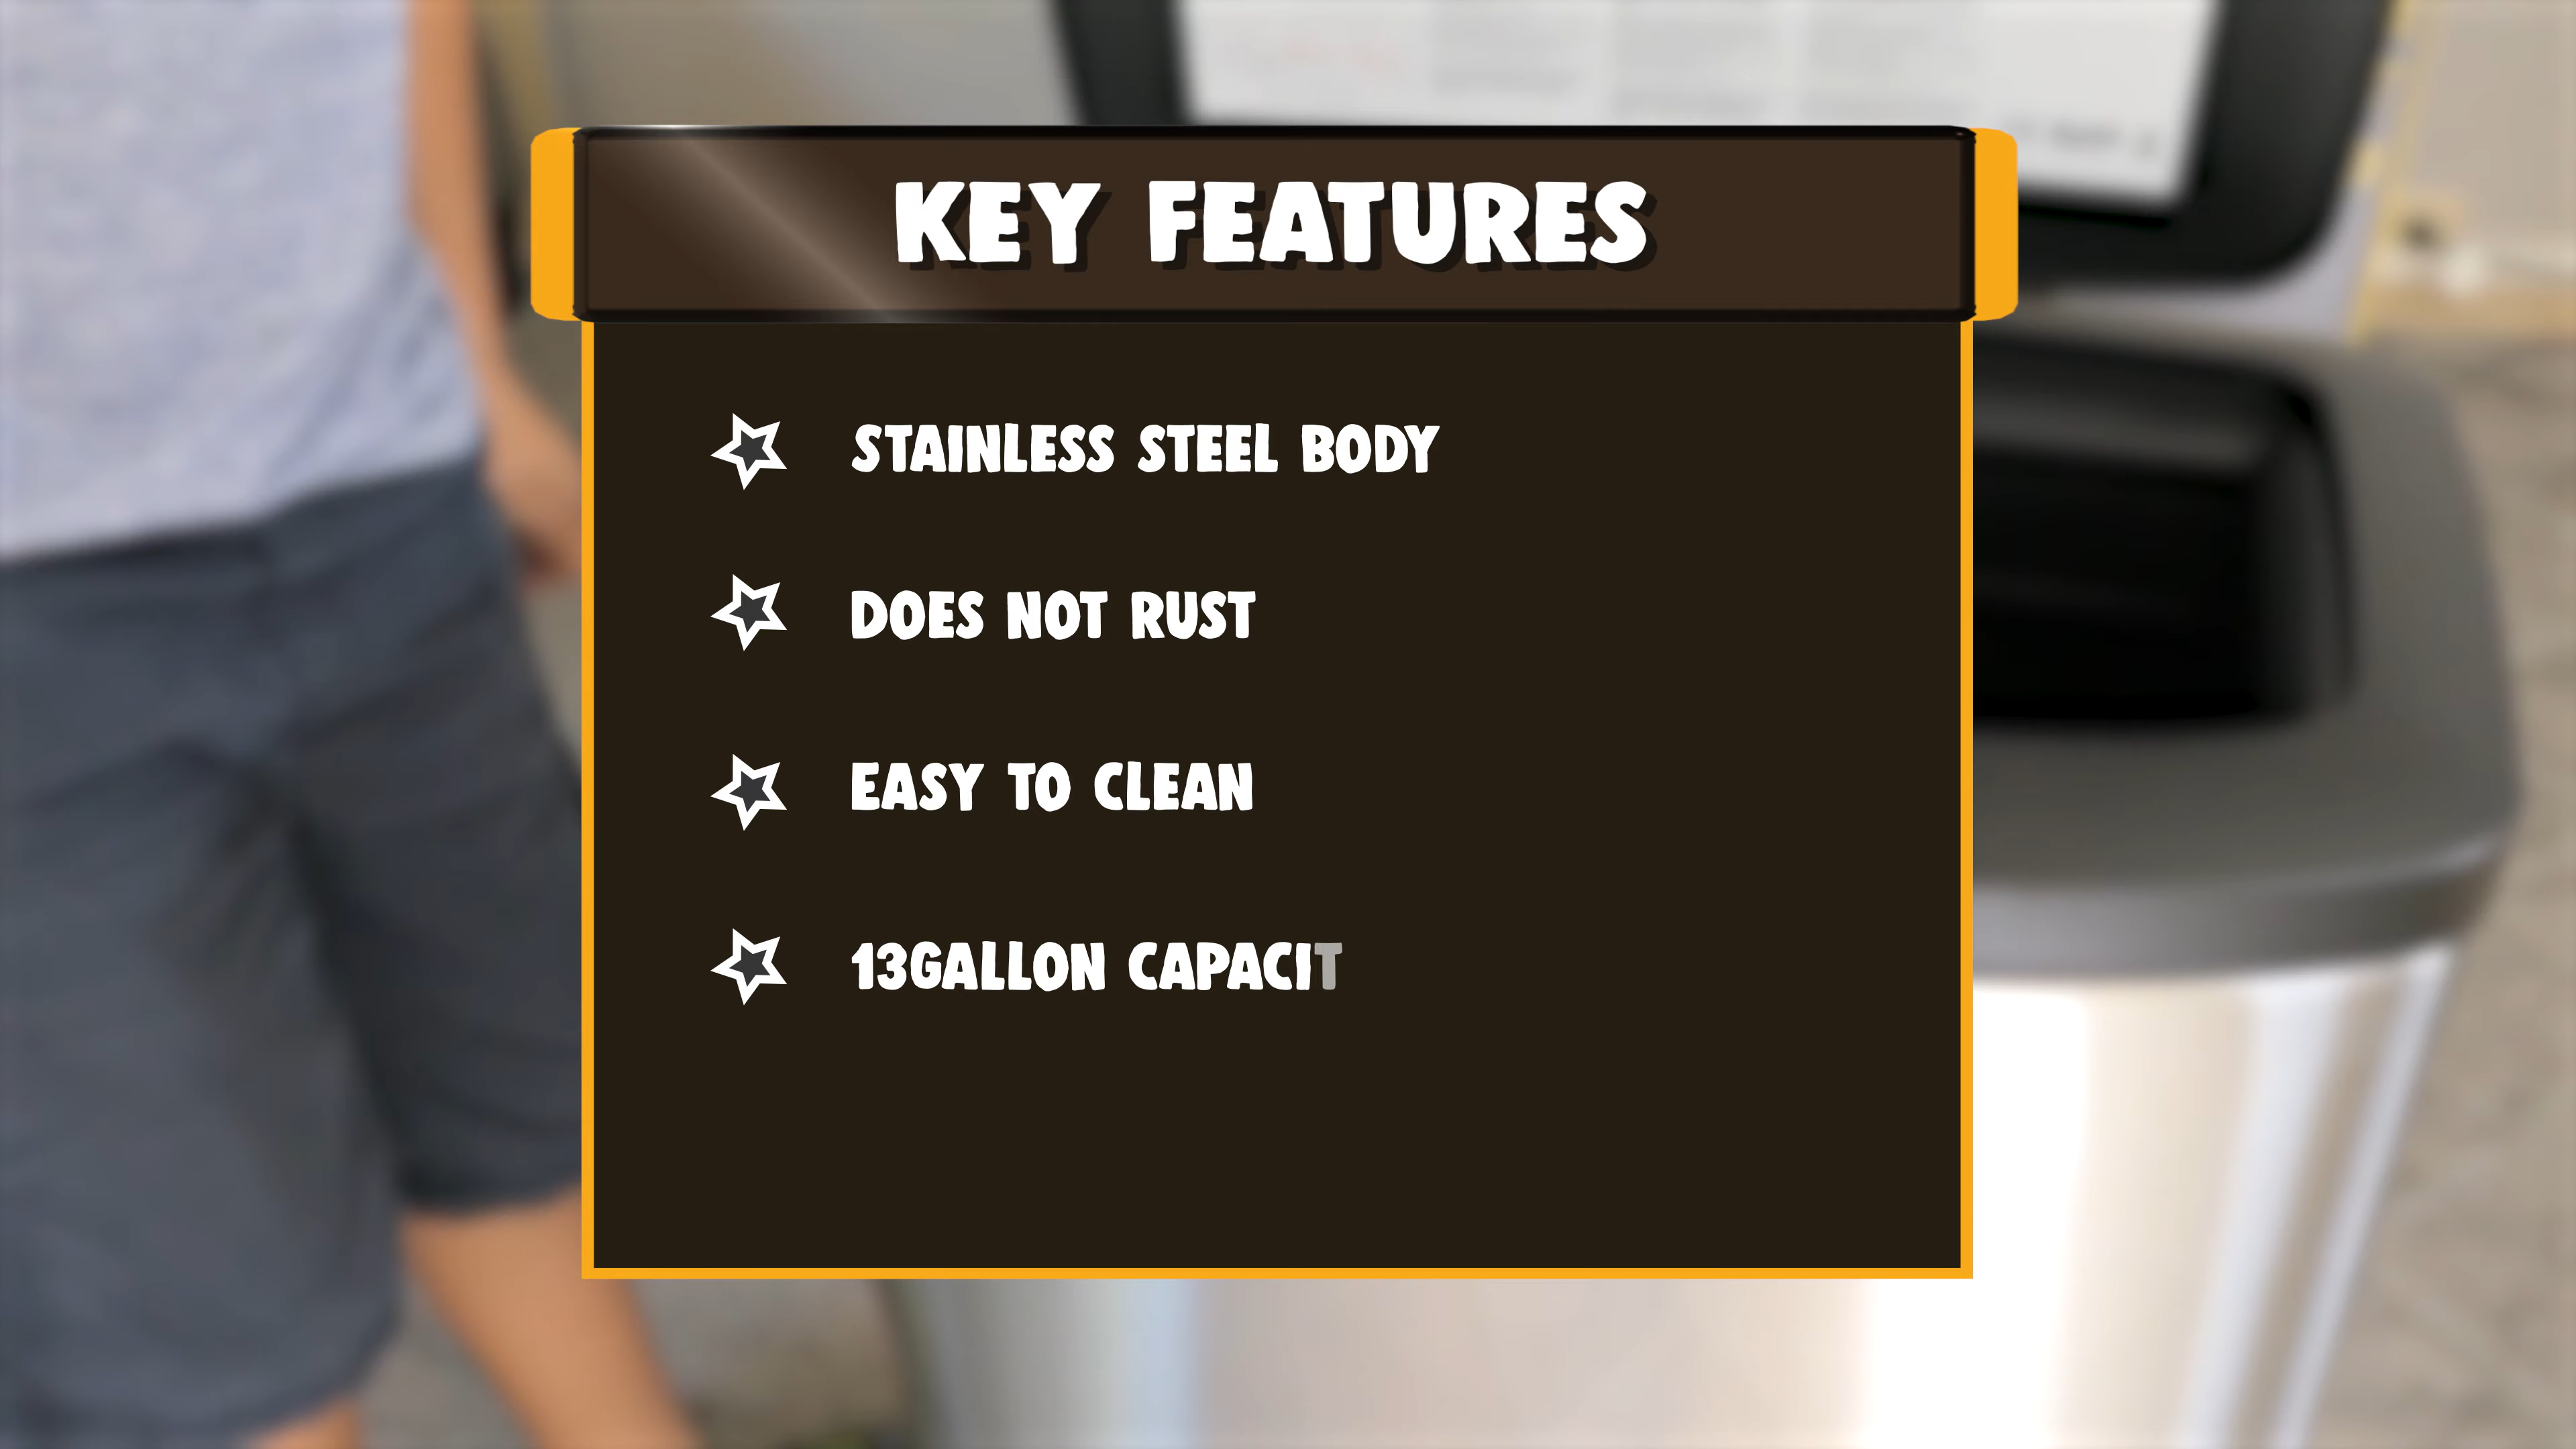 KEY FEATURES
STAINLESS STEEL BODY
DOES NOT RUST
EASY TO CLEAN
13GALLON CAPACIT